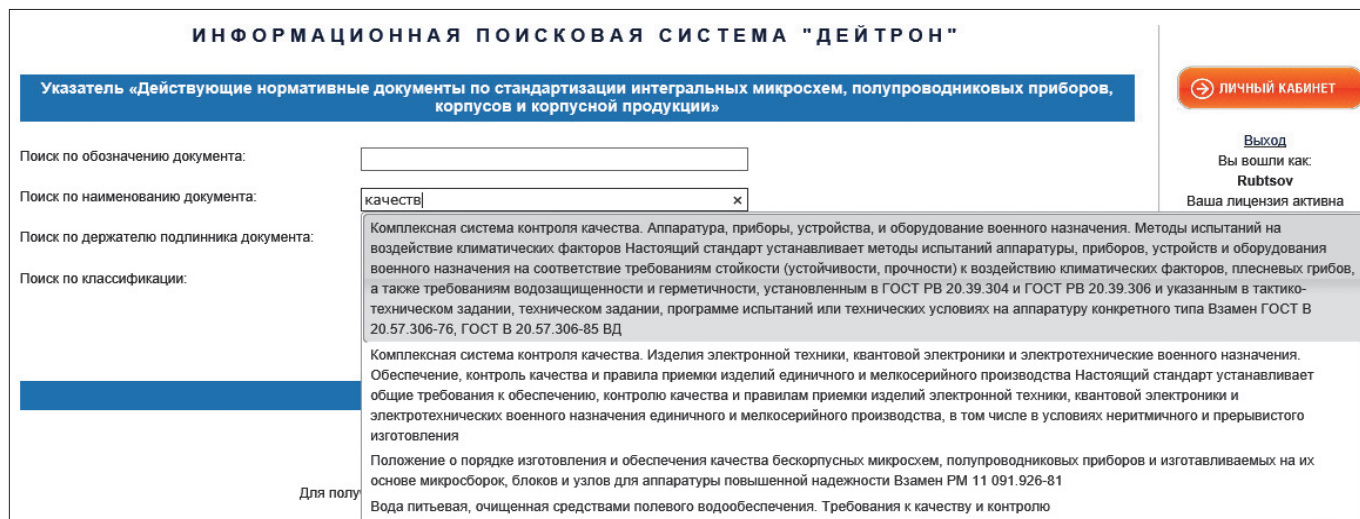 ИНФОРМАЦИОННАЯ ПОИСКОВАЯ СИСТЕМА "ДЕЙТРОН"
Указатель «Действующие нормативные документы по стандартизации интегральных микросхем, полупроводниковых приборов,
корпусов и корпусной продукции»
ЛИЧНЫЙ КАБИНЕТ
Выход
Вы вошли как:
Rubtsov
Ваша лицензия активна
Поиск по обозначению документа:
Поиск по наименованию документа:
качеств
×
Поиск по держателю подлинника документа:
Поиск по классификации:
Комплексная система контроля качества. Аппаратура, приборы, устройства, и оборудование военного назначения. Методы испытаний на
воздействие климатических факторов Настоящий стандарт устанавливает методы испытаний аппаратуры, приборов, устройств и оборудования
военного назначения на соответствие требованиям стойкости (устойчивости, прочности) к воздействию климатических факторов, плесневых грибов,
а также требованиям водозащищенности и герметичности, установленным в ГОСТ РВ 20.39.304 и ГОСТ РВ 20.39.306 и указанным в тактико-
техническом задании, техническом задании, программе испытаний или технических условиях на аппаратуру конкретного типа Взамен ГОСТ В
20.57.306-76, ГОСТ В 20.57.306-85 ВД
Комплексная система контроля качества. Изделия электронной техники, квантовой электроники и электротехнические военного назначения.
Обеспечение, контроль качества и правила приемки изделий единичного и мелкосерийного производства Настоящий стандарт устанавливает
общие требования к обеспечению, контролю качества и правилам приемки изделий электронной техники, квантовой электроники и
электротехнических военного назначения единичного и мелкосерийного производства, в том числе в условиях неритмичного и прерывистого
изготовления
Положение о порядке изготовления и обеспечения качества бескорпусных микросхем, полупроводниковых приборов и изготавливаемых на их
основе микросборок, блоков и узлов для аппаратуры повышенной надежности Взамен РМ 11 091.926-81
Для полу
Вода питьевая, очищенная средствами полевого водообеспечения. Требования к качеству и контролю